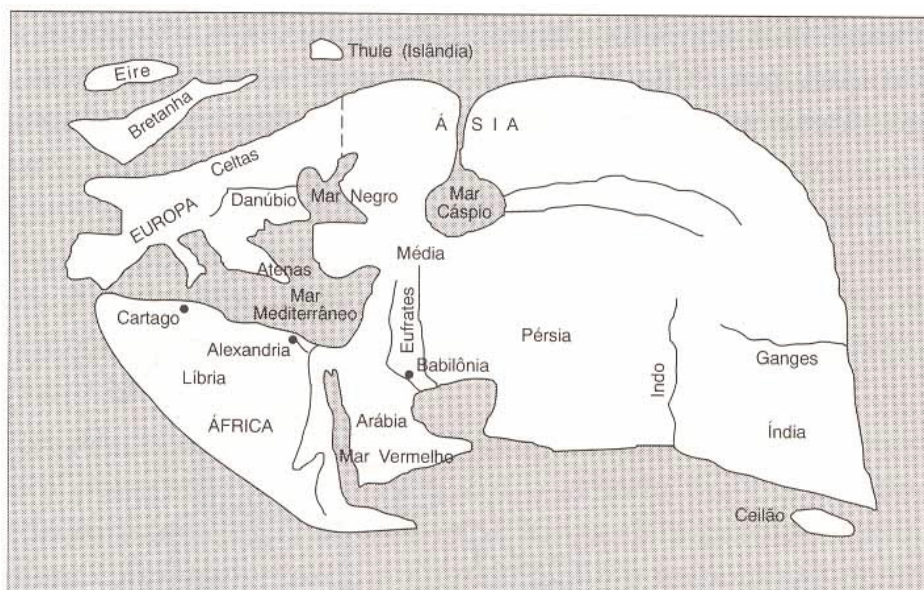 Thule (Islândia)
Eire
Bretanha
Á S I A
Celtas
Danúbio
Mar Negro
Mar
Cáspio
EUROPA
Média
Atenas
Mar
Mediterrâneo
Eufrates
Cartago
Alexandria
Pérsia
Babilônia
Ganges
Indo
Líbria
ÁFRICA
Arábia
Índia
Mar Vermelho
Ceilão